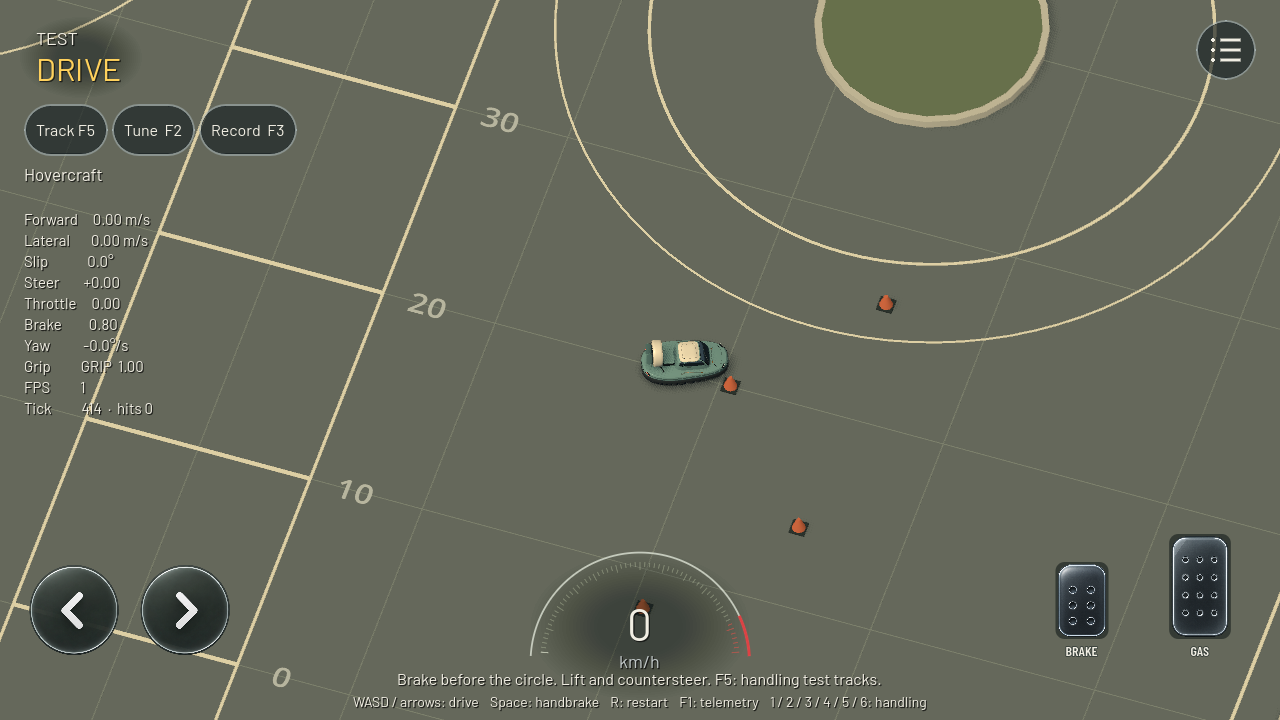 TEST
DRIVE
Track F5
Tune F2
Record F3
Hovercraft
Forward 0.00 m/s
Lateral 0.00 m/s
Slip 0.0°
Steer +0.00
Throttle 0.00
Brake 0.80
Yaw -0.0°/s
Grip GRIP 1.00
FPS 1
Tick 414 · hits 0
30
20
10
0
0
km/h
BRAKE
GAS
Brake before the circle. Lift and countersteer. F5: handling test tracks.
WASD / arrows: drive Space: handbrake R: restart F1: telemetry 1 / 2 / 3 / 4 / 5 / 6: handling